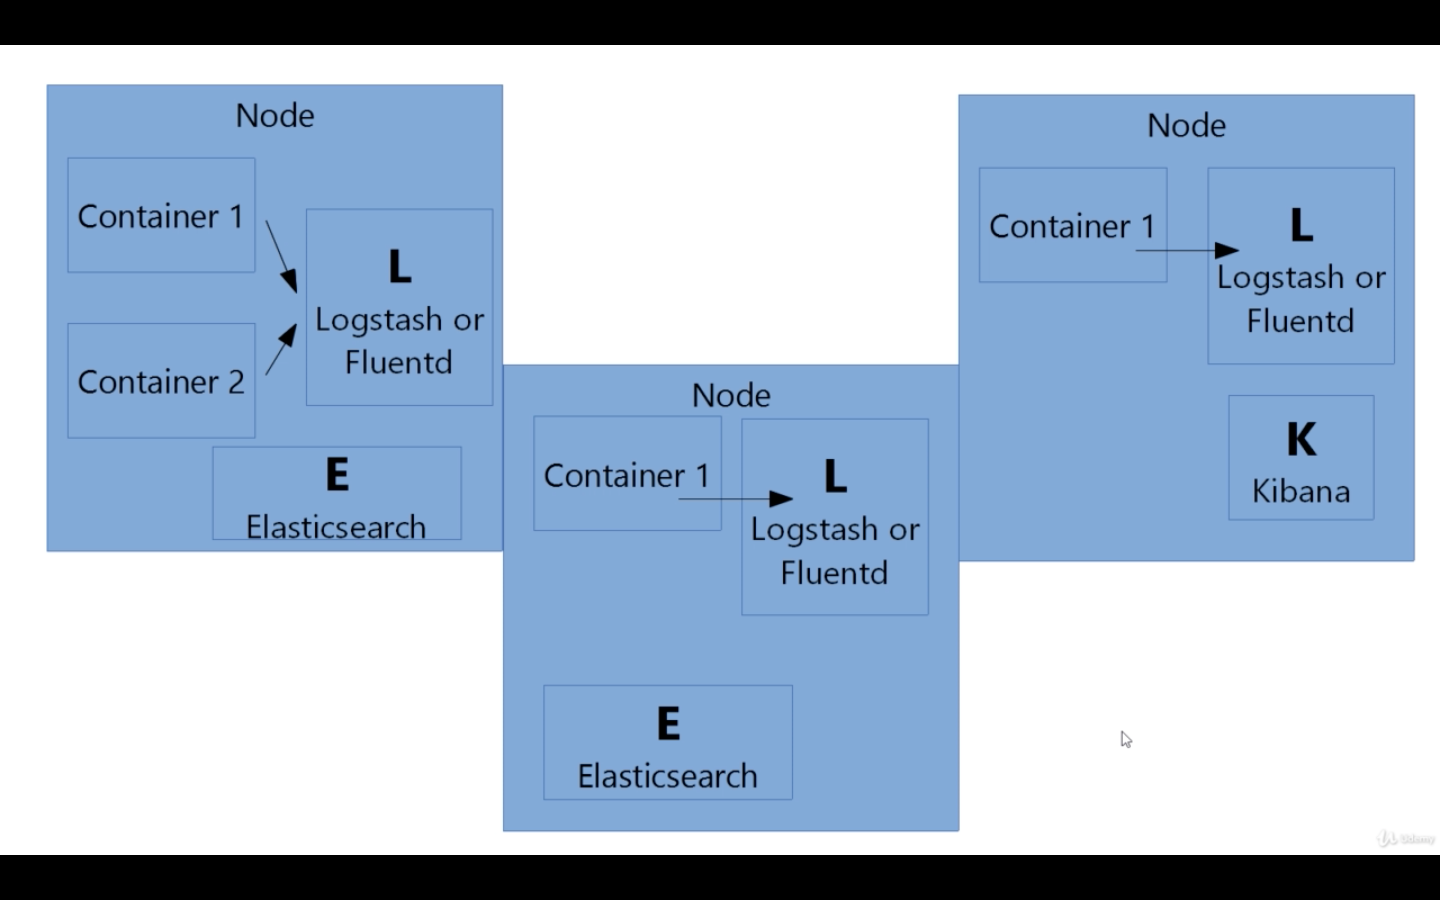 Node
Container 1
Container 2
L
Logstash or
Fluentd
E
Elasticsearch
Node
Container 1
L
Logstash or
Fluentd
E
Elasticsearch
Node
Container 1
L
Logstash or
Fluentd
K
Kibana
Udemy